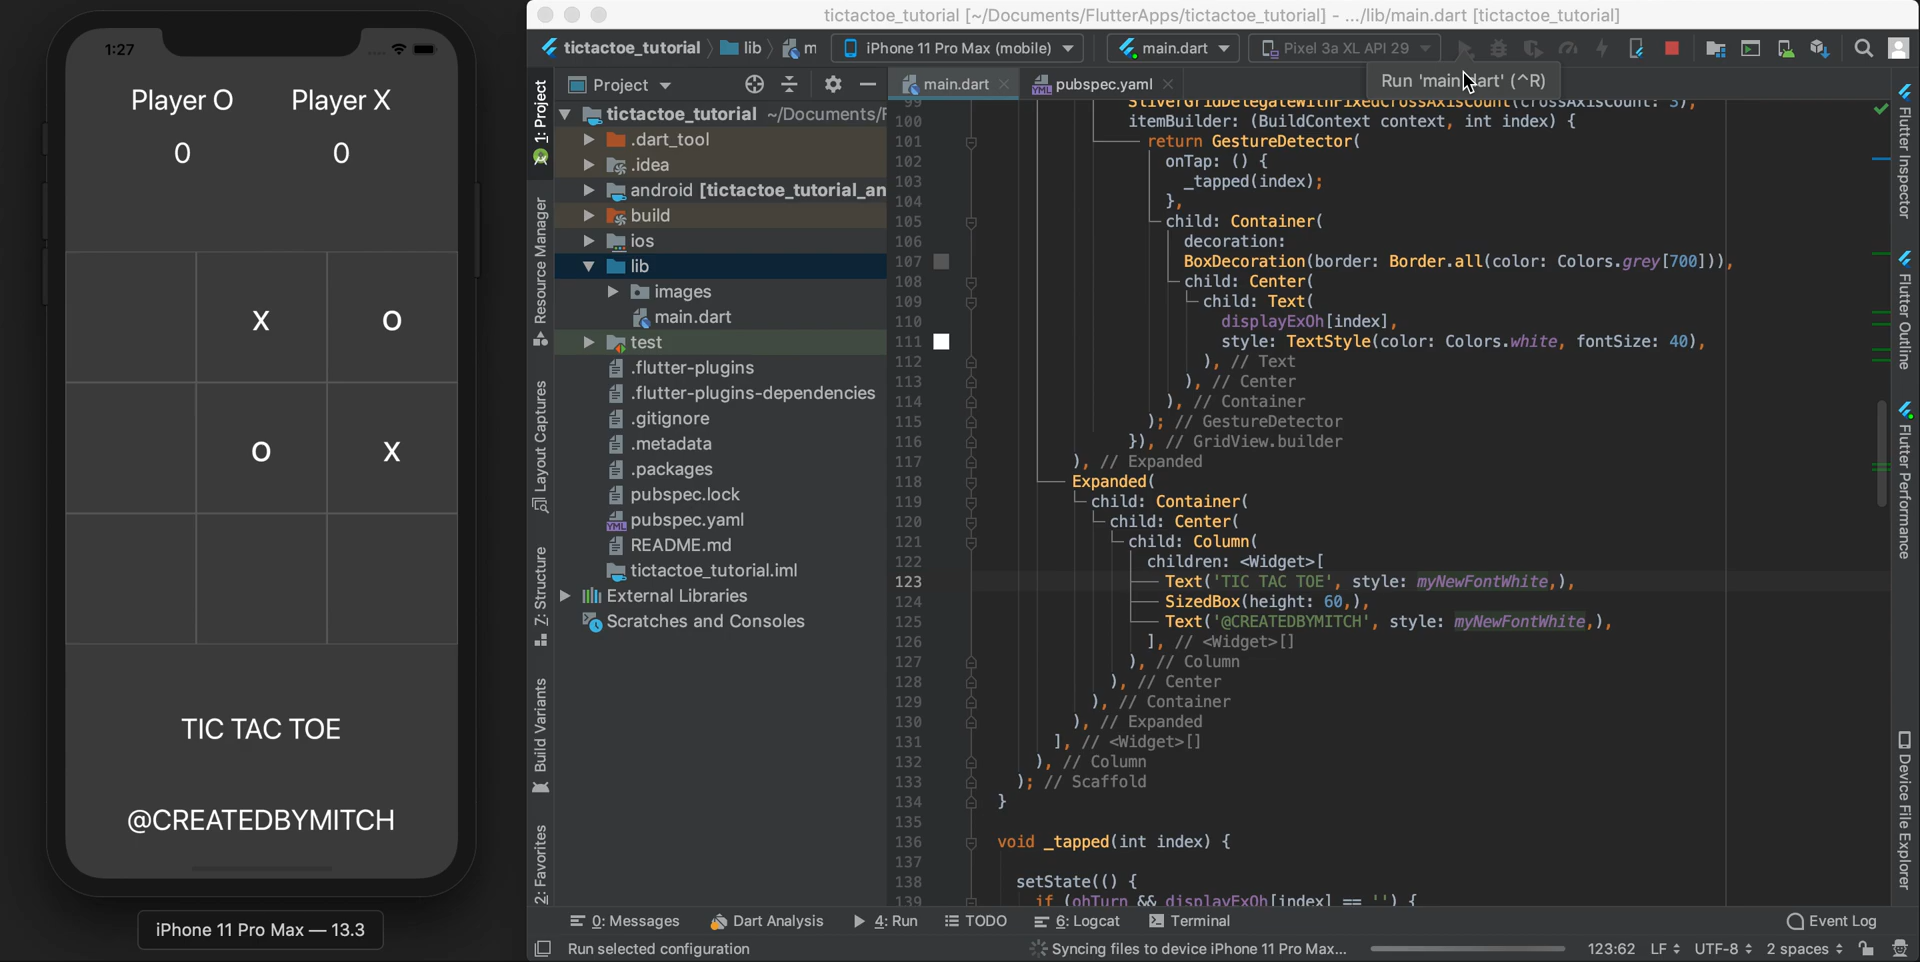 1:27
Player O Player X
0 0
X O
O X
TIC TAC TOE
@CREATEDBYMITCH
iPhone 11 Pro Max — 13.3
tictactoe_tutorial [~/Documents/FlutterApps/tictactoe_tutorial] - .../lib/main.dart [tictactoe_tutorial]
tictactoe_tutorial lib m iPhone 11 Pro Max (mobile) main.dart Pixel 3a XL API 29
Run 'main.dart' (^R)
1: Project
Resource Manager
Layout Captures
Z: Structure
Build Variants
2: Favorites
Project
tictactoe_tutorial ~/Documents/F
.dart_tool
.idea
android [tictactoe_tutorial_an
build
ios
lib
images
main.dart
test
.flutter-plugins
.flutter-plugins-dependencies
.gitignore
.metadata
.packages
pubspec.lock
YML pubspec.yaml
README.md
tictactoe_tutorial.iml
External Libraries
Scratches and Consoles
main.dart YML pubspec.yaml
99 SliverGridDelegateWithFixedCrossAxisCount(crossAxisCount: 3),
100 itemBuilder: (BuildContext context, int index) {
101 return GestureDetector(
102 onTap: () {
103 _tapped(index);
104 },
105 child: Container(
106 decoration:
107 BoxDecoration(border: Border.all(color: Colors.grey[700])),
108 child: Center(
109 child: Text(
110 displayExOh[index],
111 style: TextStyle(color: Colors.white, fontSize: 40),
112 ), // Text
113 ), // Center
114 ), // Container
115 ); // GestureDetector
116 }), // GridView.builder
117 ), // Expanded
118 Expanded(
119 child: Container(
120 child: Center(
121 child: Column(
122 children: <Widget>[
123 Text('TIC TAC TOE', style: myNewFontWhite,),
124 SizedBox(height: 60,),
125 Text('@CREATEDBYMITCH', style: myNewFontWhite,),
126 ], // <Widget>[]
127 ), // Column
128 ), // Center
129 ), // Container
130 ), // Expanded
131 ], // <Widget>[]
132 ), // Column
133 ); // Scaffold
134 }
135
136 void _tapped(int index) {
137
138 setState(() {
139 if (ohTurn && displayExOh[index] == '') {
Flutter Inspector
Flutter Outline
Flutter Performance
Device File Explorer
0: Messages Dart Analysis 4: Run TODO 6: Logcat Terminal Event Log
Run selected configuration Syncing files to device iPhone 11 Pro Max... 123:62 LF UTF-8 2 spaces